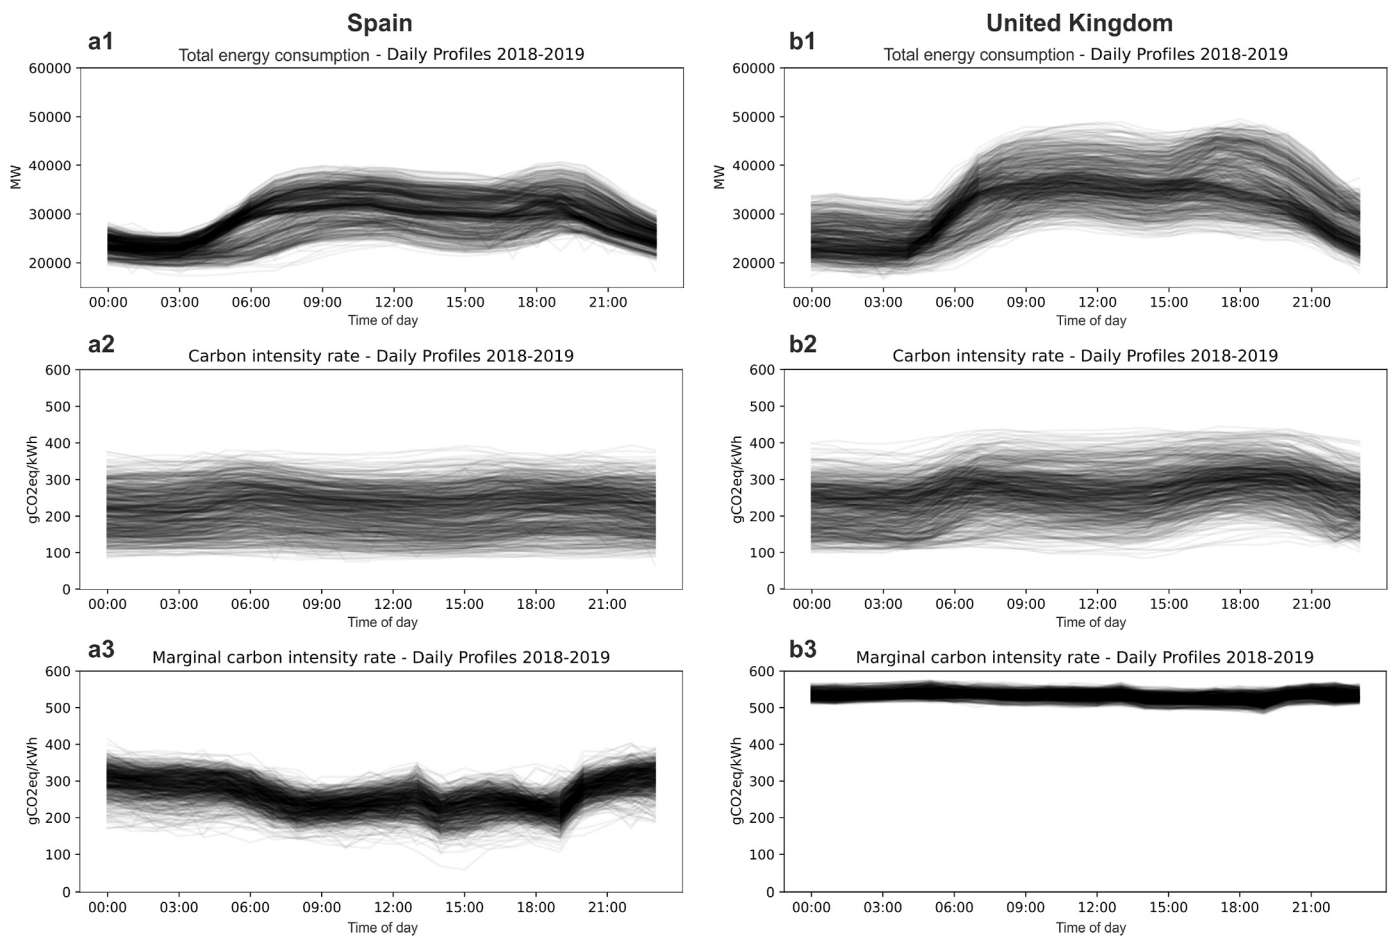 Spain
United Kingdom
a1
Total energy consumption - Daily Profiles 2018-2019
60000
50000
40000
30000
20000
MW
00:00 03:00 06:00 09:00 12:00 15:00 18:00 21:00
Time of day
b1
Total energy consumption - Daily Profiles 2018-2019
60000
50000
40000
30000
20000
MW
00:00 03:00 06:00 09:00 12:00 15:00 18:00 21:00
Time of day
a2
Carbon intensity rate - Daily Profiles 2018-2019
600
500
400
300
200
100
0
gCO2eq/kWh
00:00 03:00 06:00 09:00 12:00 15:00 18:00 21:00
Time of day
b2
Carbon intensity rate - Daily Profiles 2018-2019
600
500
400
300
200
100
0
gCO2eq/kWh
00:00 03:00 06:00 09:00 12:00 15:00 18:00 21:00
Time of day
a3
Marginal carbon intensity rate - Daily Profiles 2018-2019
600
500
400
300
200
100
0
gCO2eq/kWh
00:00 03:00 06:00 09:00 12:00 15:00 18:00 21:00
Time of day
b3
Marginal carbon intensity rate - Daily Profiles 2018-2019
600
500
400
300
200
100
0
gCO2eq/kWh
00:00 03:00 06:00 09:00 12:00 15:00 18:00 21:00
Time of day